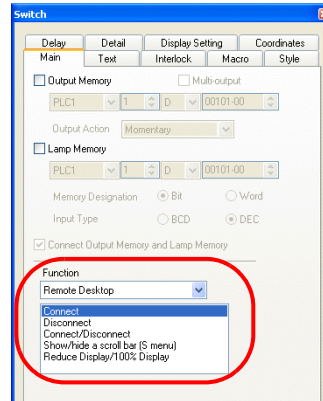 Switch
Delay Detail Display Setting Coordinates
Main Text Interlock Macro Style
Output Memory Multi-output
PLC1 1 D 00101-00
Output Action Momentary
Lamp Memory
PLC1 1 D 00101-00
Memory Designation Bit Word
Input Type BCD DEC
Connect Output Memory and Lamp Memory
Function
Remote Desktop
Connect
Disconnect
Connect/Disconnect
Show/hide a scroll bar (S menu)
Reduce Display/100% Display